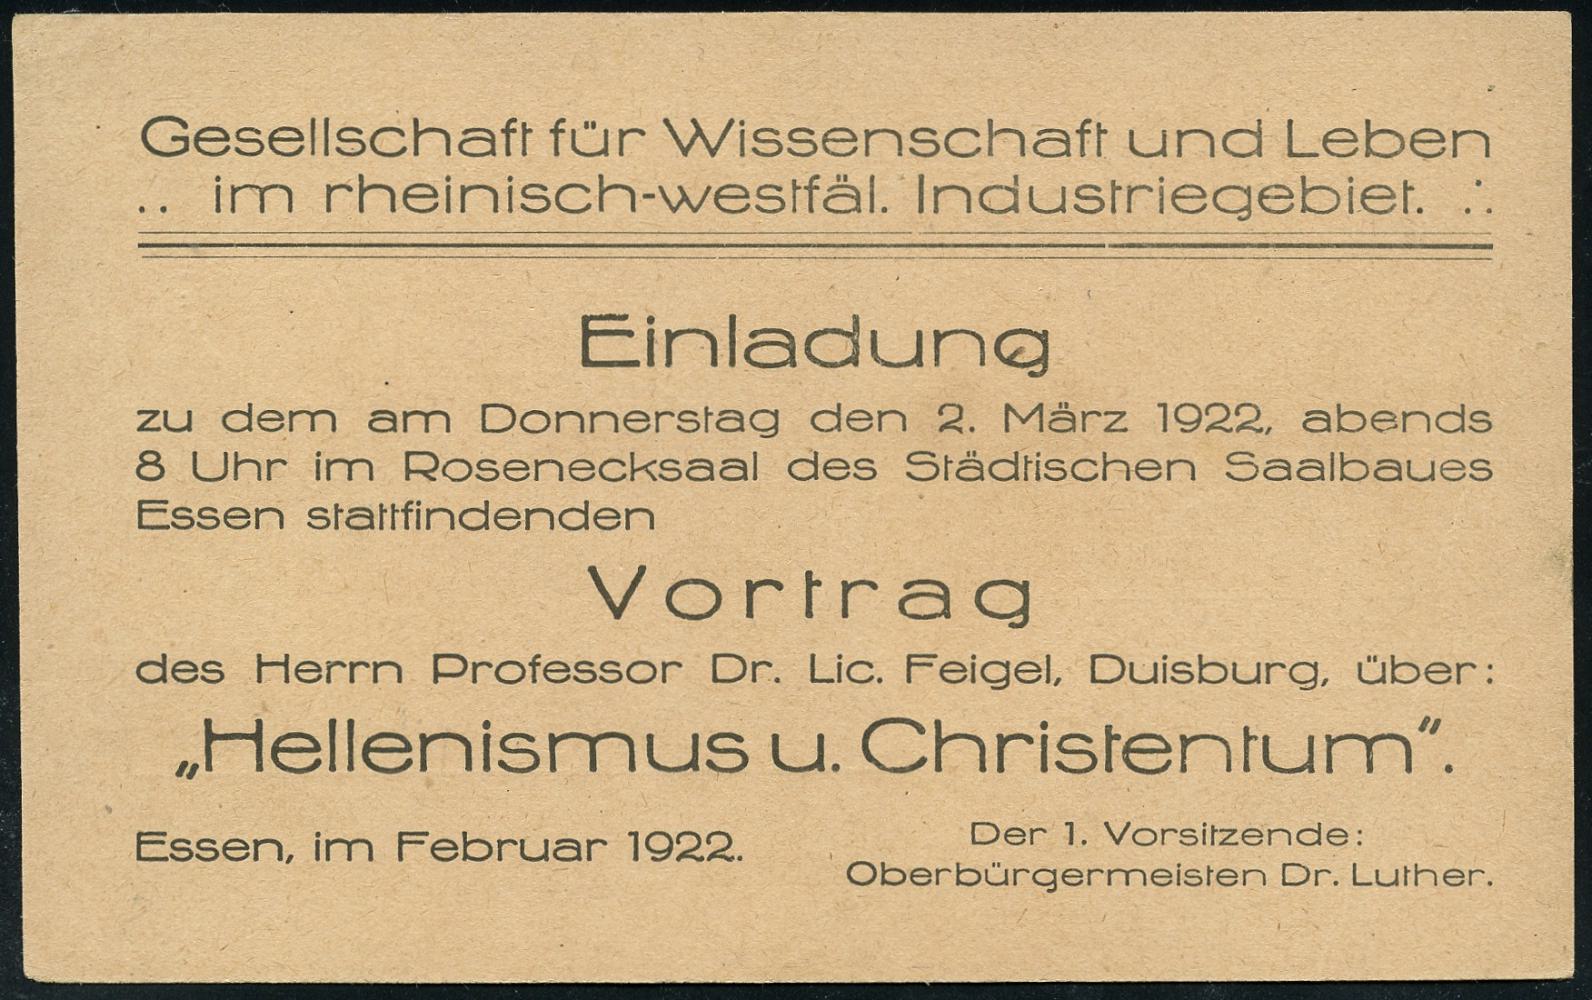 Gesellschaft für Wissenschaft und Leben
.. im rheinisch-westfäl. Industriegebiet. ∴
Einladung
zu dem am Donnerstag den 2. März 1922, abends
8 Uhr im Rosenecksaal des Städtischen Saalbaues
Essen stattfindenden
Vortrag
des Herrn Professor Dr. Lic. Feigel, Duisburg, über:
„Hellenismus u. Christentum“.
Essen, im Februar 1922.
Der 1. Vorsitzende:
Oberbürgermeisten Dr. Luther.